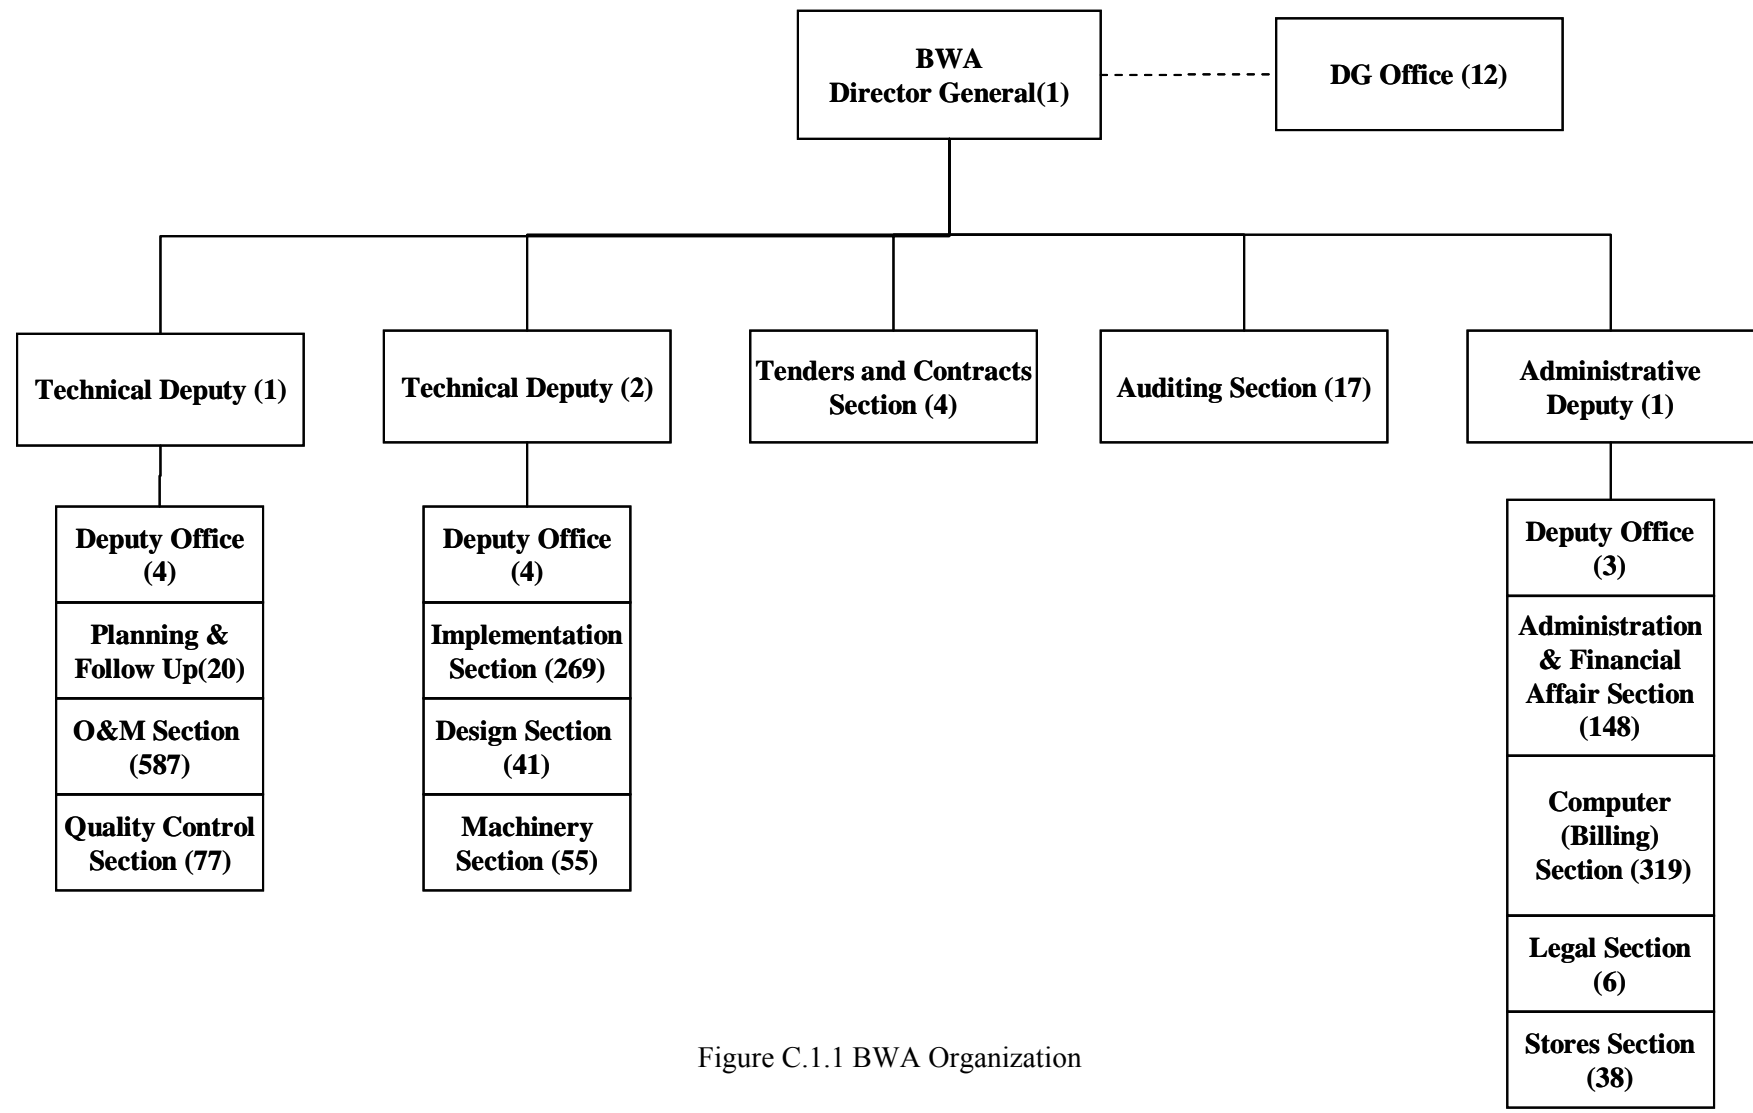 BWA
Director General(1)
DG Office (12)
Technical Deputy (1)
Technical Deputy (2)
Tenders and Contracts
Section (4)
Auditing Section (17)
Administrative
Deputy (1)
Deputy Office
(4)
Planning &
Follow Up(20)
O&M Section
(587)
Quality Control
Section (77)
Deputy Office
(4)
Implementation
Section (269)
Design Section
(41)
Machinery
Section (55)
Deputy Office
(3)
Administration
& Financial
Affair Section
(148)
Computer
(Billing)
Section (319)
Legal Section
(6)
Stores Section
(38)
Figure C.1.1 BWA Organization